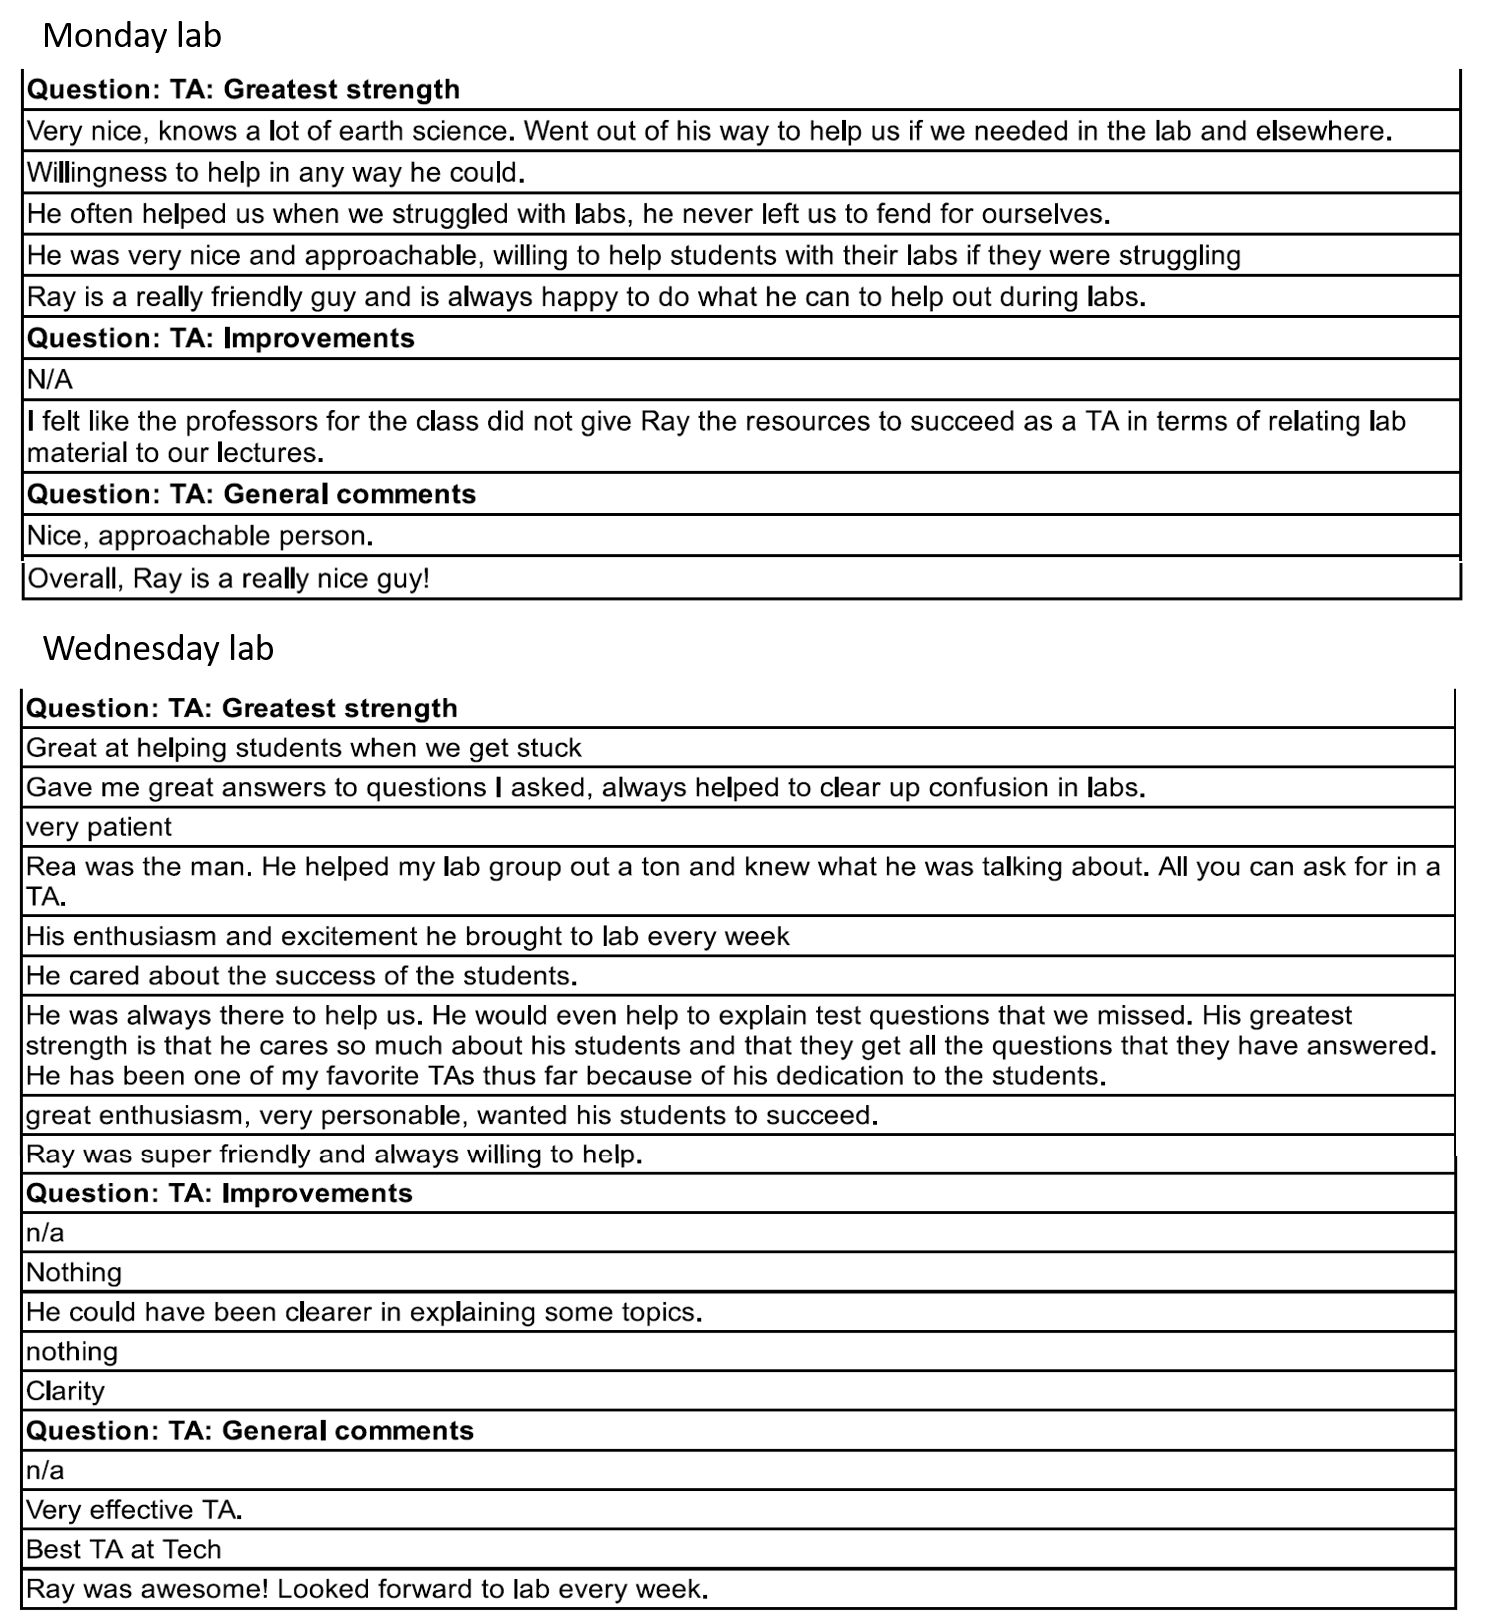 Monday lab
Question: TA: Greatest strength
Very nice, knows a lot of earth science. Went out of his way to help us if we needed in the lab and elsewhere.
Willingness to help in any way he could.
He often helped us when we struggled with labs, he never left us to fend for ourselves.
He was very nice and approachable, willing to help students with their labs if they were struggling
Ray is a really friendly guy and is always happy to do what he can to help out during labs.
Question: TA: Improvements
N/A
I felt like the professors for the class did not give Ray the resources to succeed as a TA in terms of relating lab
material to our lectures.
Question: TA: General comments
Nice, approachable person.
Overall, Ray is a really nice guy!
Wednesday lab
Question: TA: Greatest strength
Great at helping students when we get stuck
Gave me great answers to questions I asked, always helped to clear up confusion in labs.
very patient
Rea was the man. He helped my lab group out a ton and knew what he was talking about. All you can ask for in a
TA.
His enthusiasm and excitement he brought to lab every week
He cared about the success of the students.
He was always there to help us. He would even help to explain test questions that we missed. His greatest
strength is that he cares so much about his students and that they get all the questions that they have answered.
He has been one of my favorite TAs thus far because of his dedication to the students.
great enthusiasm, very personable, wanted his students to succeed.
Ray was super friendly and always willing to help.
Question: TA: Improvements
n/a
Nothing
He could have been clearer in explaining some topics.
nothing
Clarity
Question: TA: General comments
n/a
Very effective TA.
Best TA at Tech
Ray was awesome! Looked forward to lab every week.